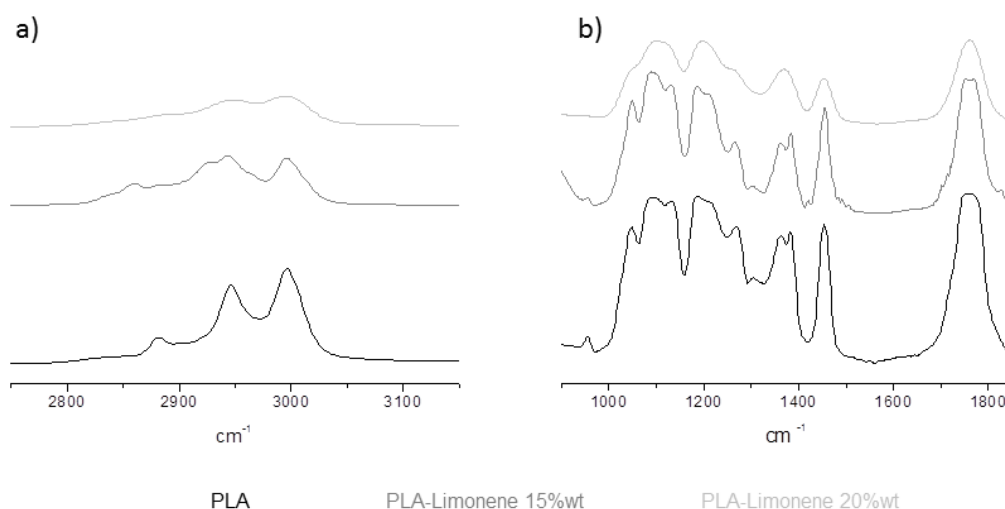 a)
b)
2800 2900 3000 3100
1000 1200 1400 1600 1800
cm-1
cm-1
PLA PLA-Limonene 15%wt PLA-Limonene 20%wt